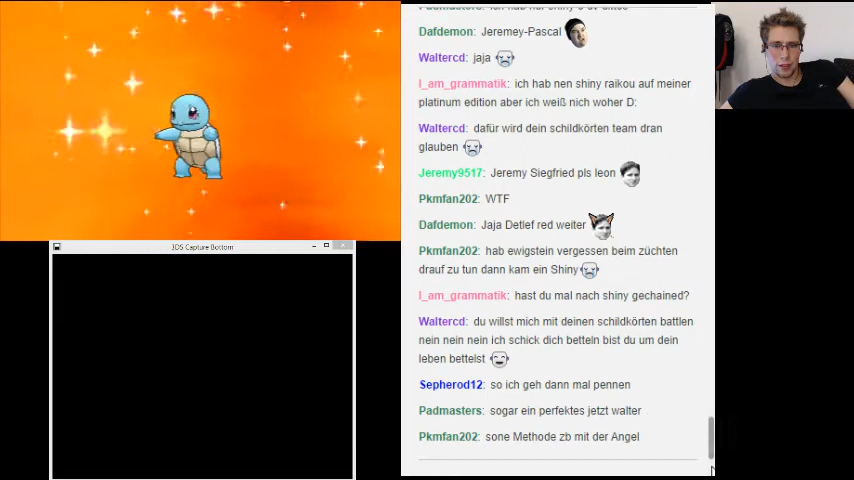 Dafdemon: Jeremey-Pascal
Waltercd: jaja
I_am_grammatik: ich hab nen shiny raikou auf meiner
platinum edition aber ich weiß nich woher D:
Waltercd: dafür wird dein schildkörten team dran
glauben
Jeremy9517: Jeremy Siegfried pls leon
Pkmfan202: WTF
Dafdemon: Jaja Detlef red weiter
Pkmfan202: hab ewigstein vergessen beim züchten
drauf zu tun dann kam ein Shiny
I_am_grammatik: hast du mal nach shiny gechained?
Waltercd: du willst mich mit deinen schildkörten battlen
nein nein nein ich schick dich betteln bist du um dein
leben bettelst
Sepherod12: so ich geh dann mal pennen
Padmasters: sogar ein perfektes jetzt walter
Pkmfan202: sone Methode zb mit der Angel
3DS Capture Bottom